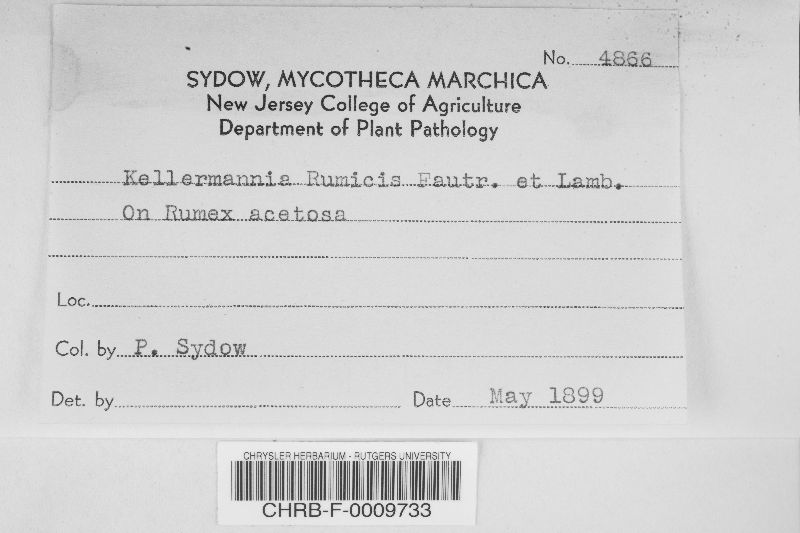 No. 4866
SYDOW, MYCOTHECA MARCHICA
New Jersey College of Agriculture
Department of Plant Pathology
Kellermannia Rumicis Fautr. et Lamb.
On Rumex acetosa
Loc.
Col. by P. Sydow
Det. by Date May 1899
CHRYSLER HERBARIUM - RUTGERS UNIVERSITY
CHRB-F-0009733